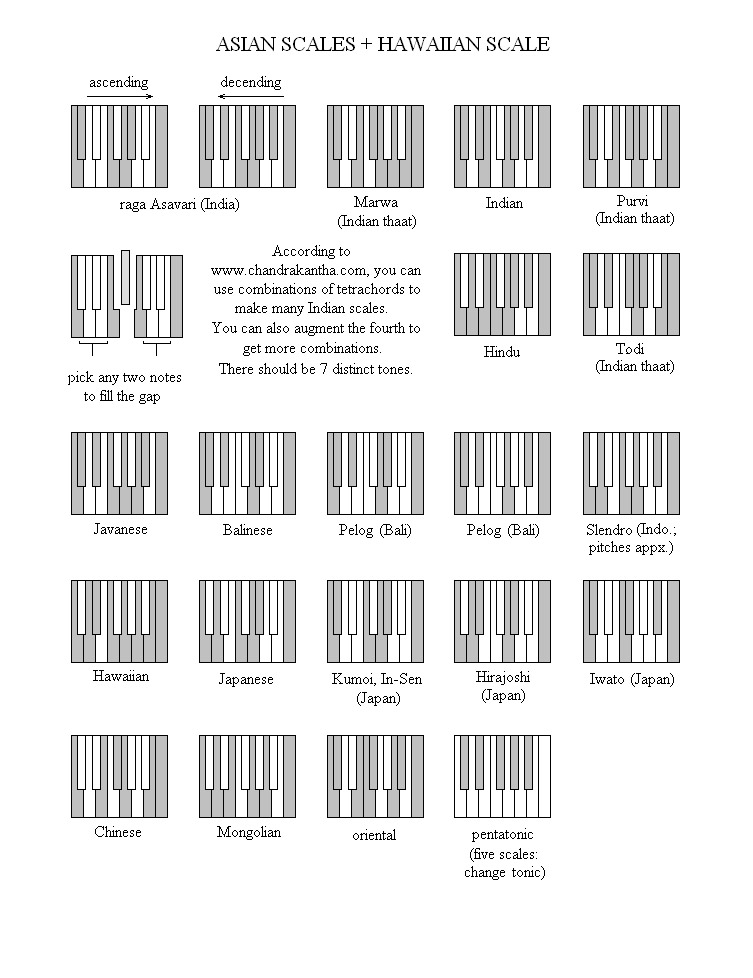 ASIAN SCALES + HAWAIIAN SCALE
ascending
decending
raga Asavari (India)
Marwa
(Indian thaat)
Indian
Purvi
(Indian thaat)
pick any two notes
to fill the gap
According to
www.chandrakantha.com, you can
use combinations of tetrachords to
make many Indian scales.
You can also augment the fourth to
get more combinations.
There should be 7 distinct tones.
Hindu
Todi
(Indian thaat)
Javanese
Balinese
Pelog (Bali)
Pelog (Bali)
Slendro (Indo.;
pitches appx.)
Hawaiian
Japanese
Kumoi, In-Sen
(Japan)
Hirajoshi
(Japan)
Iwato (Japan)
Chinese
Mongolian
oriental
pentatonic
(five scales:
change tonic)